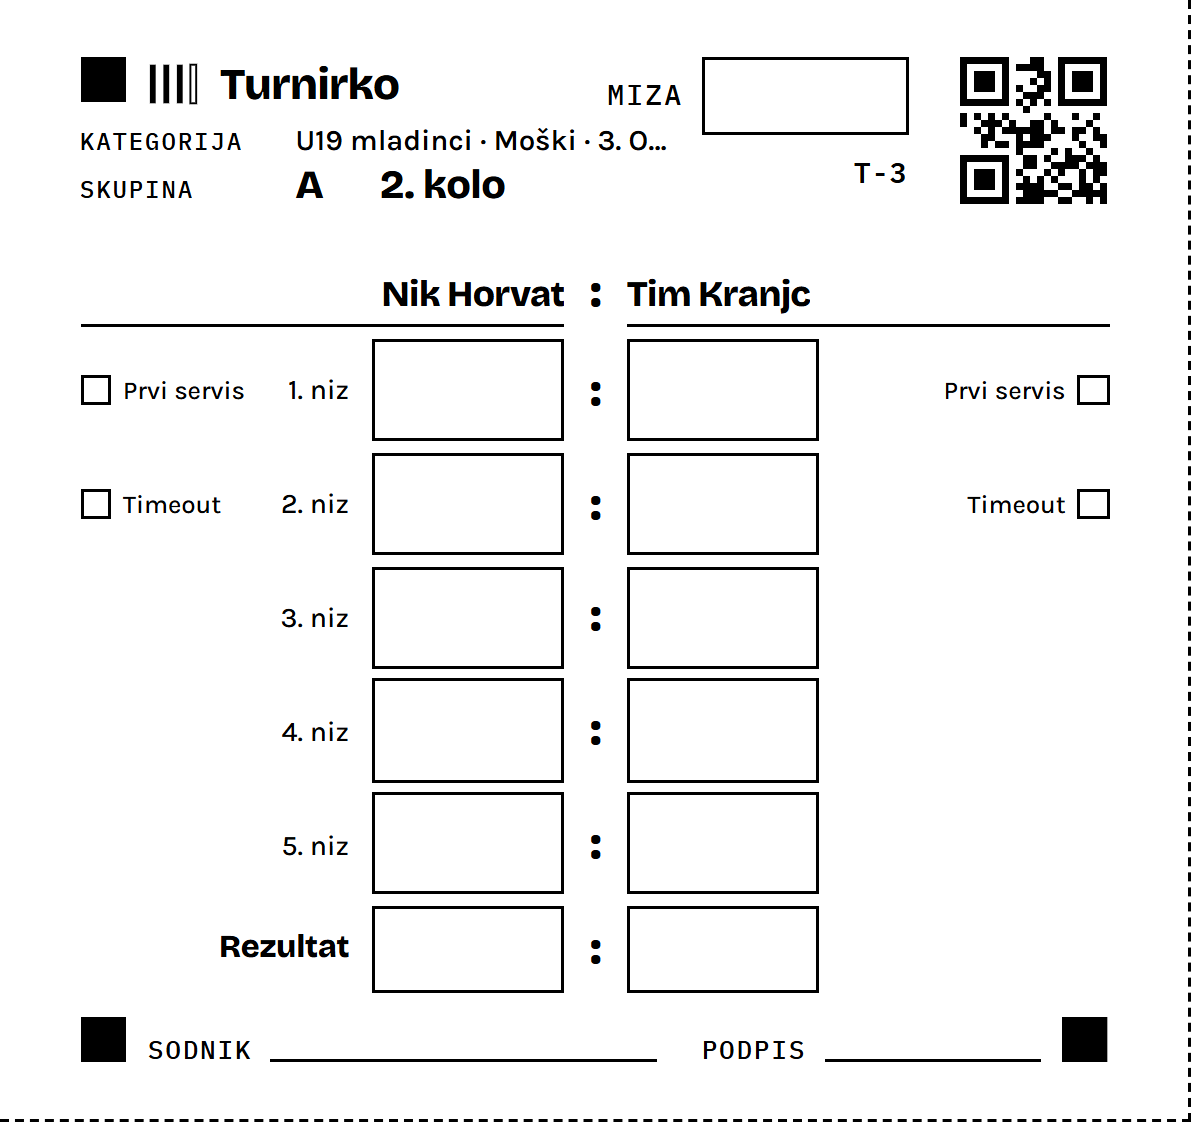 Turnirko
MIZA
KATEGORIJA U19 mladinci · Moški · 3. O...
SKUPINA A 2. kolo
T-3
Nik Horvat : Tim Kranjc
Prvi servis 1. niz : Prvi servis
Timeout 2. niz : Timeout
3. niz :
4. niz :
5. niz :
Rezultat :
SODNIK PODPIS